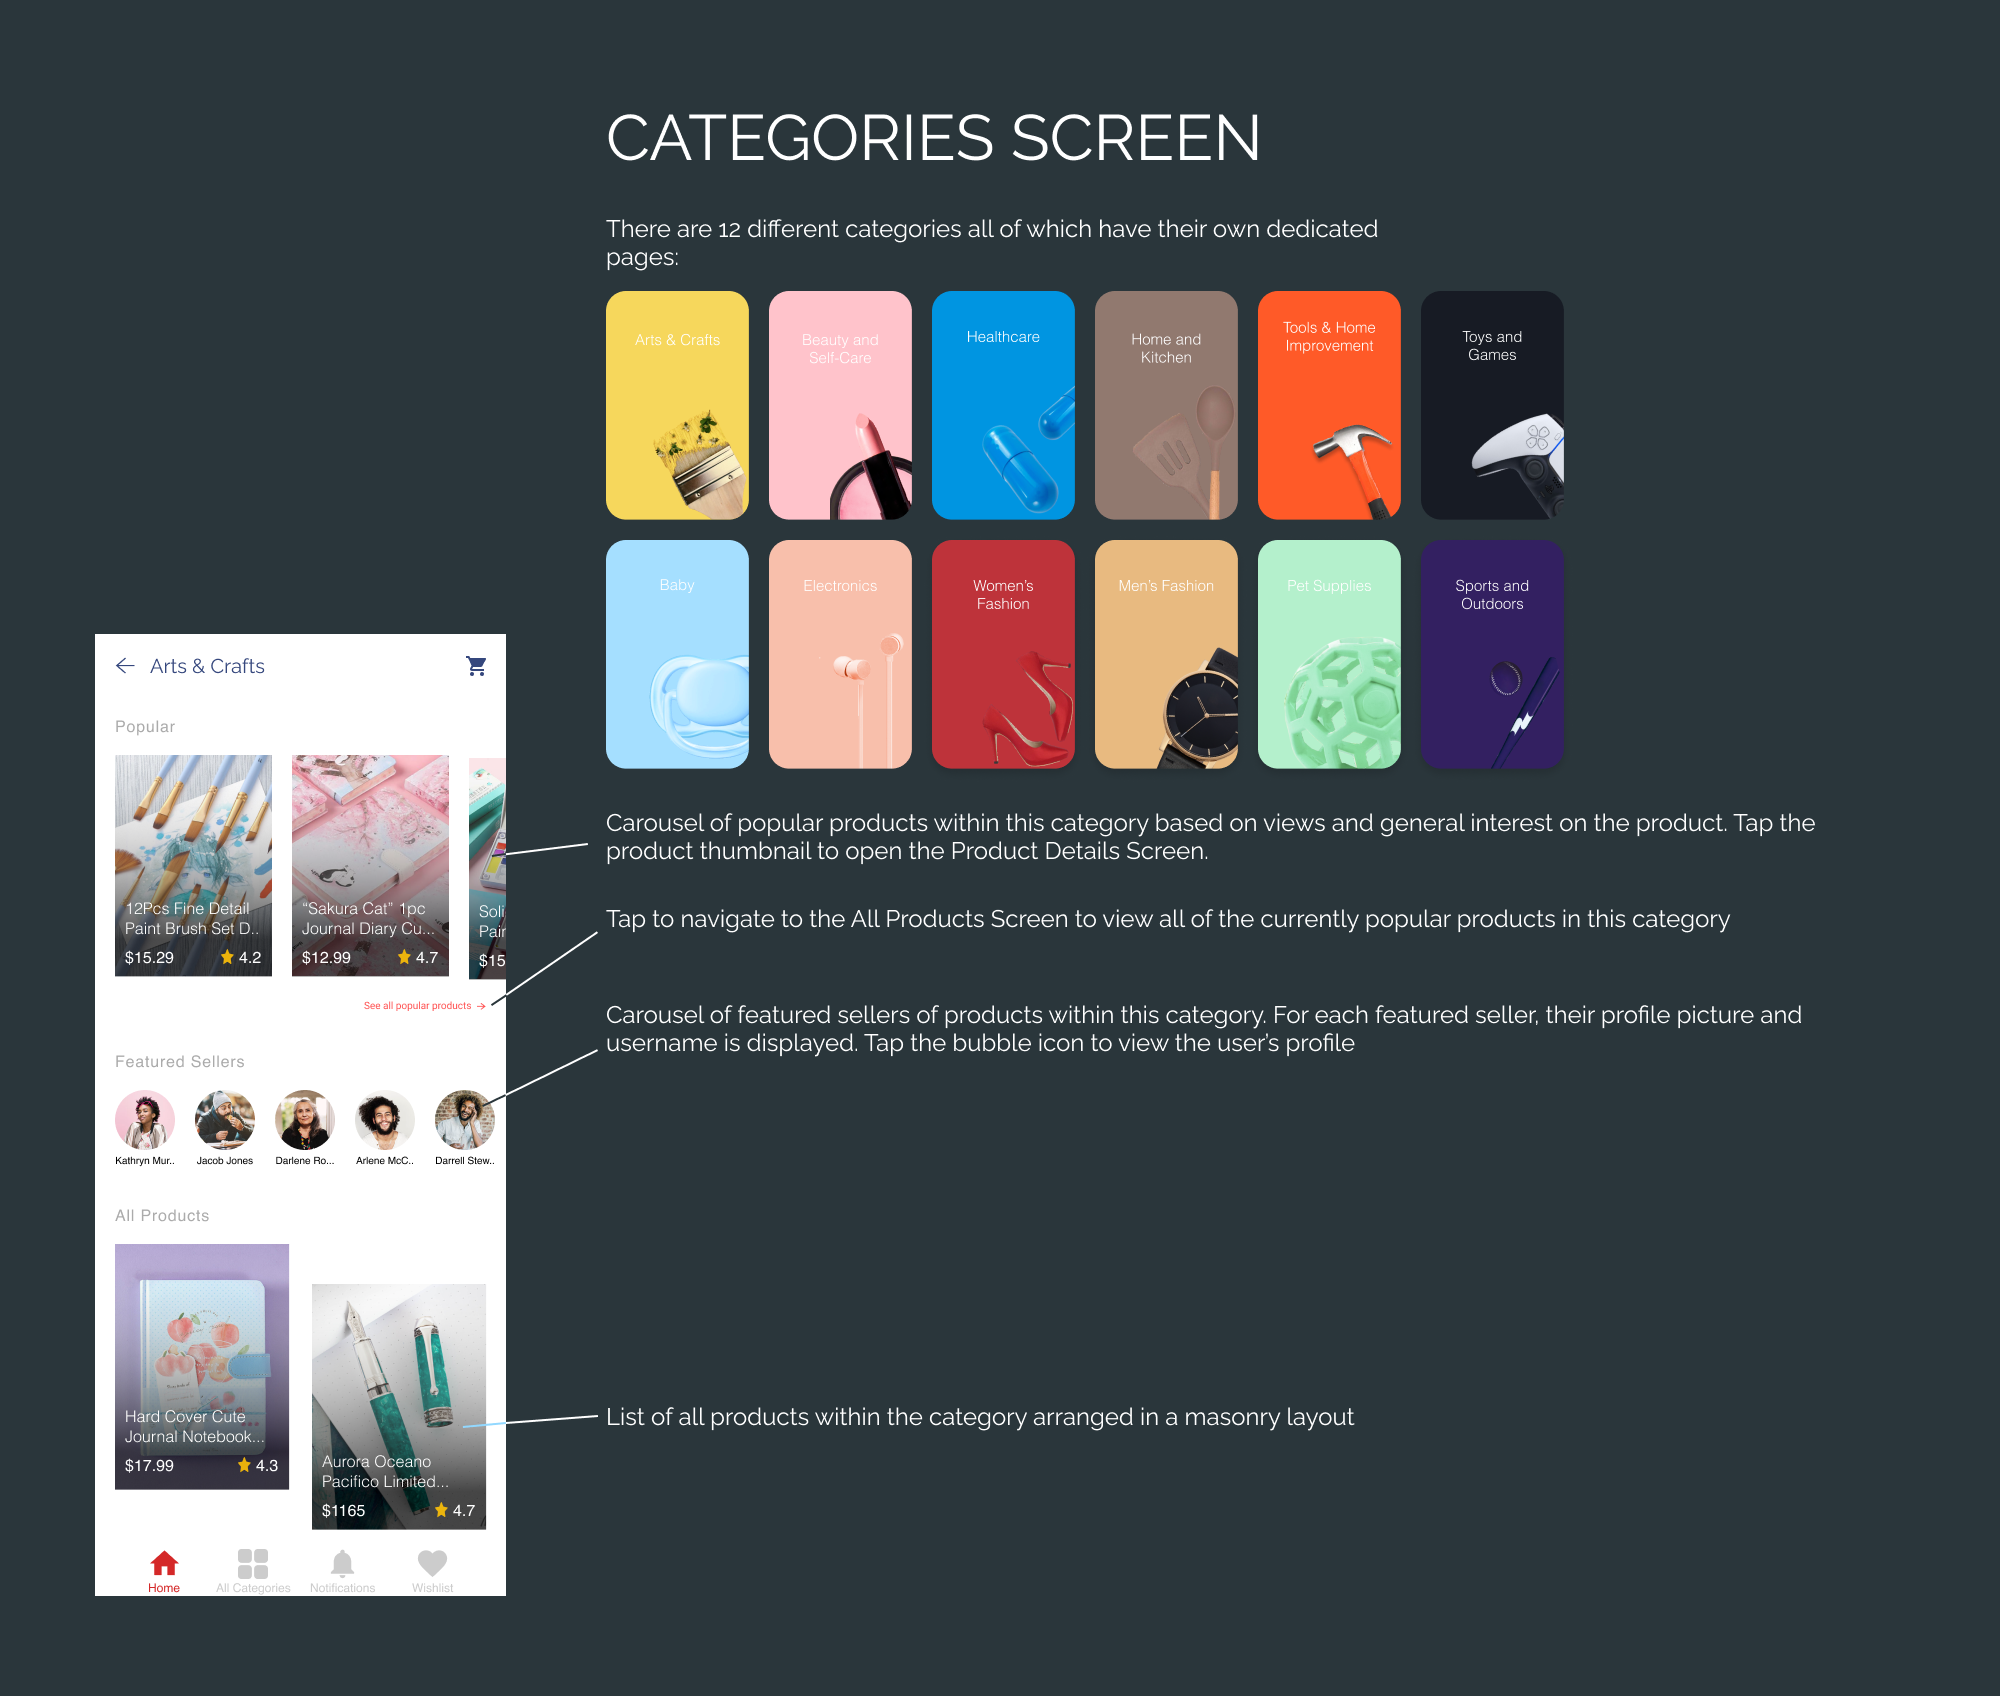 CATEGORIES SCREEN
There are 12 different categories all of which have their own dedicated
pages:
Arts & Crafts
Beauty and
Self-Care
Healthcare
Home and
Kitchen
Tools & Home
Improvement
Toys and
Games
Baby
Electronics
Women's
Fashion
Men's Fashion
Pet Supplies
Sports and
Outdoors
Carousel of popular products within this category based on views and general interest on the product. Tap the
product thumbnail to open the Product Details Screen.
Tap to navigate to the All Products Screen to view all of the currently popular products in this category
Carousel of featured sellers of products within this category. For each featured seller, their profile picture and
username is displayed. Tap the bubble icon to view the user's profile
List of all products within the category arranged in a masonry layout
Arts & Crafts
Popular
12Pcs Fine Detail
Paint Brush Set D..
$15.29 4.2
“Sakura Cat” 1pc
Journal Diary Cu...
$12.99 4.7
Soli
Pair
$15
See all popular products →
Featured Sellers
Kathryn Mur..
Jacob Jones
Darlene Ro...
Arlene McC..
Darrell Stew..
All Products
Hard Cover Cute
Journal Notebook...
$17.99 4.3
Aurora Oceano
Pacifico Limited...
$1165 4.7
Home
All Categories
Notifications
Wishlist